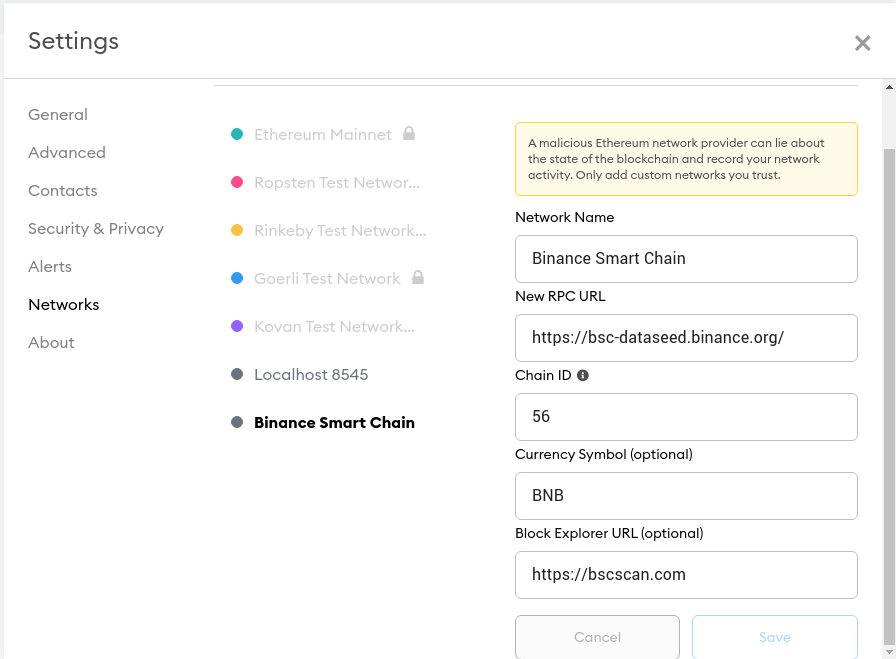 Settings
General
Advanced
Contacts
Security & Privacy
Alerts
Networks
About
Ethereum Mainnet
Ropsten Test Networ...
Rinkeby Test Network...
Goerli Test Network
Kovan Test Network...
Localhost 8545
Binance Smart Chain
A malicious Ethereum network provider can lie about
the state of the blockchain and record your network
activity. Only add custom networks you trust.
Network Name
Binance Smart Chain
New RPC URL
https://bsc-dataseed.binance.org/
Chain ID
56
Currency Symbol (optional)
BNB
Block Explorer URL (optional)
https://bscscan.com
Cancel
Save